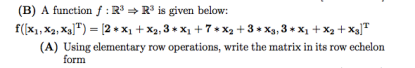 (B) A function f : R³ ⇒ R³ is given below:
f([x₁, x₂, x₃]ᵀ) = [2 * x₁ + x₂, 3 * x₁ + 7 * x₂ + 3 * x₃, 3 * x₁ + x₂ + x₃]ᵀ
(A) Using elementary row operations, write the matrix in its row echelon
form